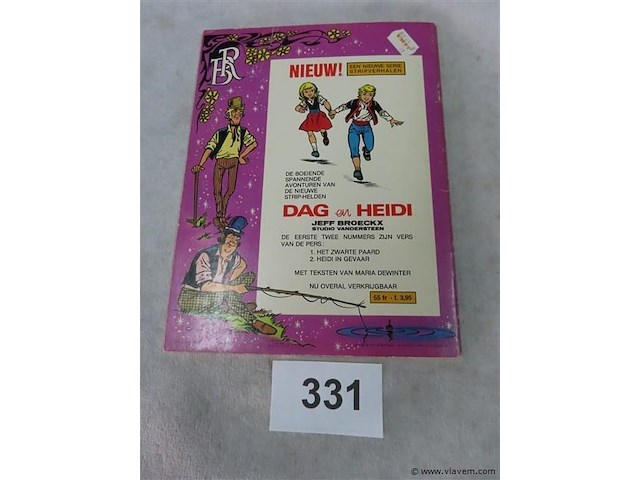 BR
NIEUW!
EEN NIEUWE SERIE
STRIPVERHALEN
DE BOEIENDE
SPANNENDE
AVONTUREN VAN
DE NIEUWE
STRIP-HELDEN
DAG en HEIDI
JEFF BROECKX
STUDIO VANDERSTEEN
DE EERSTE TWEE NUMMERS ZIJN VERS
VAN DE PERS:
1. HET ZWARTE PAARD
2. HEIDI IN GEVAAR
MET TEKSTEN VAN MARIA DEWINTER
NU OVERAL VERKRIJGBAAR
55 fr - f. 3,95
331
© www.vlavem.com